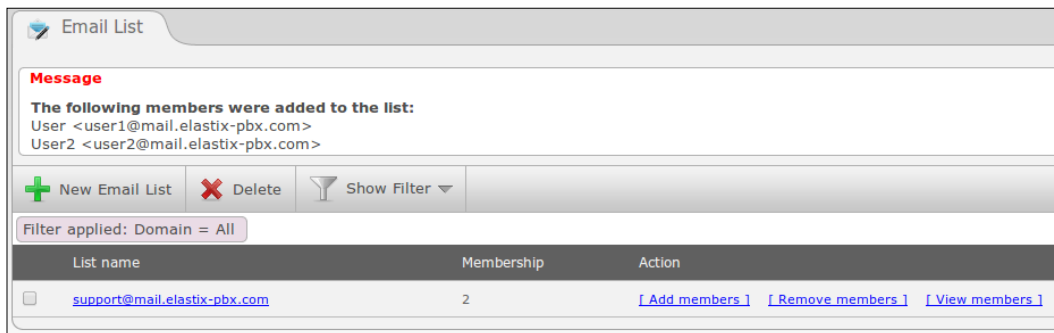 Email List
Message
The following members were added to the list:
User <user1@mail.elastix-pbx.com>
User2 <user2@mail.elastix-pbx.com>
New Email List Delete Show Filter
Filter applied: Domain = All
List name Membership Action
support@mail.elastix-pbx.com 2 [ Add members ] [ Remove members ] [ View members ]